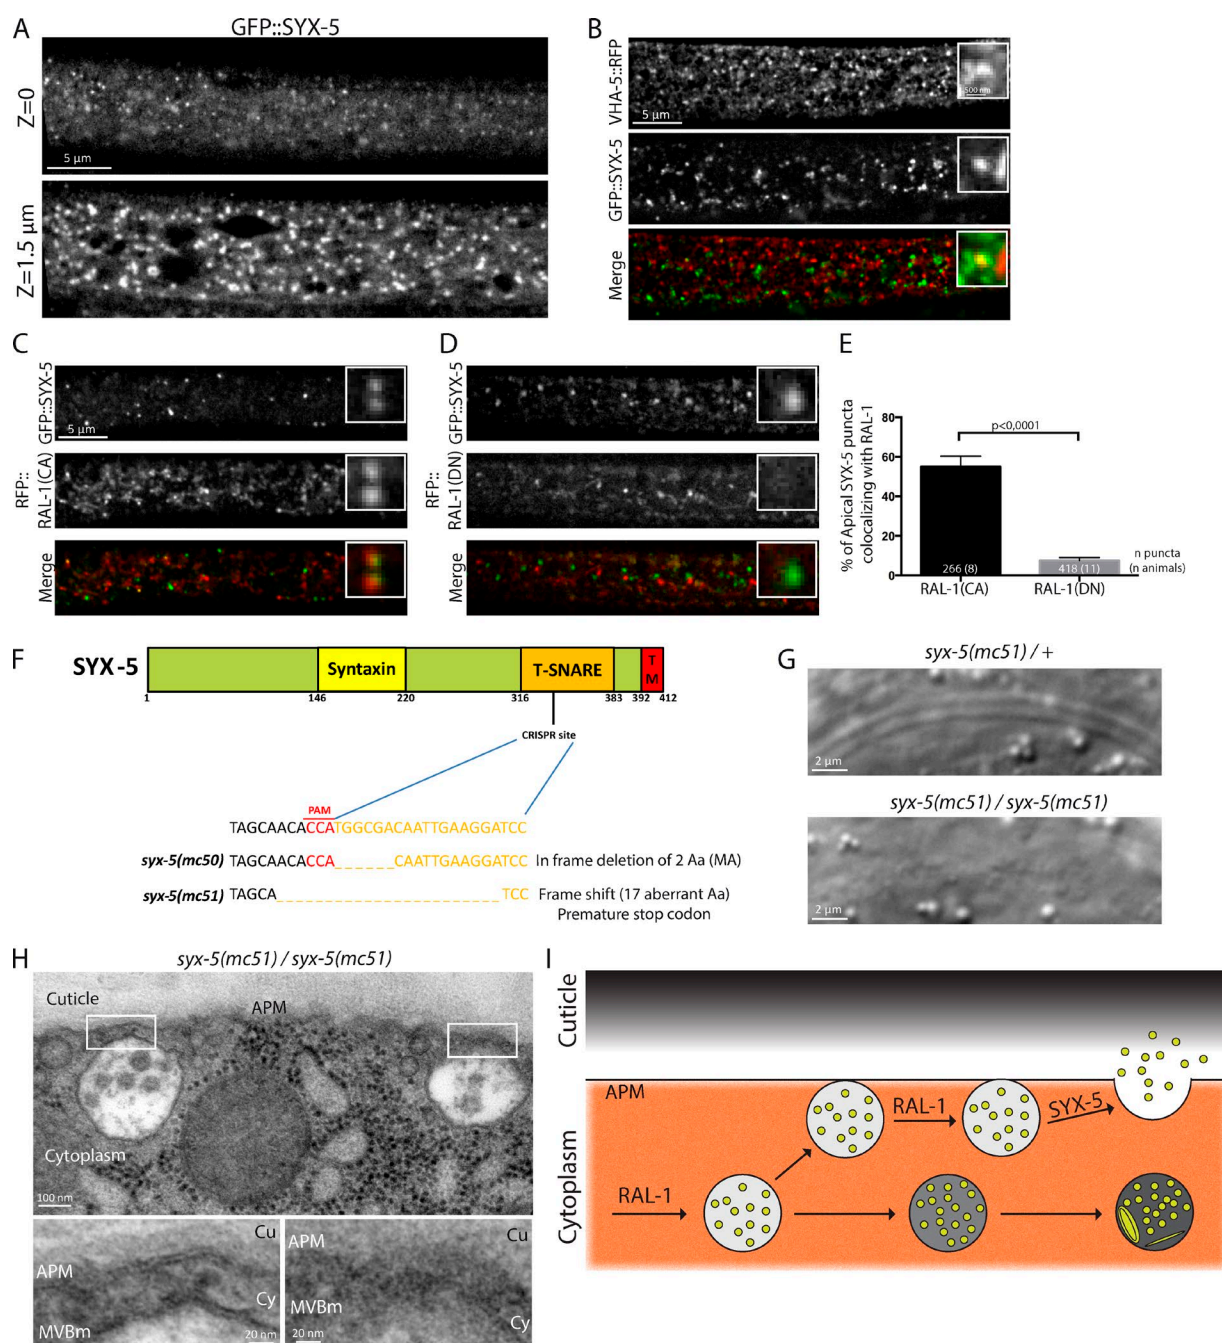 A
GFP::SYX-5
Z=0
5 µm
Z=1.5 µm
B
VHA-5::RFP
500 nm
5 µm
GFP::SYX-5
Merge
C
GFP::SYX-5
5 µm
RFP::
RAL-1(CA)
Merge
D
GFP::SYX-5
RFP::
RAL-1(DN)
Merge
E
% of Apical SYX-5 puncta
colocalizing with RAL-1
80
60
40
20
0
p<0,0001
266 (8)
418 (11)
n puncta
(n animals)
RAL-1(CA)
RAL-1(DN)
F
SYX-5
Syntaxin
T-SNARE
T
M
1
146
220
316
383
392
412
CRISPR site
PAM
TAGCAACACCATGGCGACAATTGAAGGATCC
syx-5(mc50) TAGCAACACCA_ _ _ _ _ _CAATTGAAGGATCC In frame deletion of 2 Aa (MA)
syx-5(mc51) TAGCA_ _ _ _ _ _ _ _ _ _ _ _ _ _ _ _ _ _ _ _ _ _ _TCC Frame shift (17 aberrant Aa)
Premature stop codon
G
syx-5(mc51) / +
2 µm
syx-5(mc51) / syx-5(mc51)
2 µm
H
syx-5(mc51) / syx-5(mc51)
Cuticle
APM
Cytoplasm
100 nm
Cu
APM
Cy
MVBm
20 nm
Cu
APM
MVBm
Cy
20 nm
I
Cuticle
Cytoplasm
APM
RAL-1
SYX-5
RAL-1